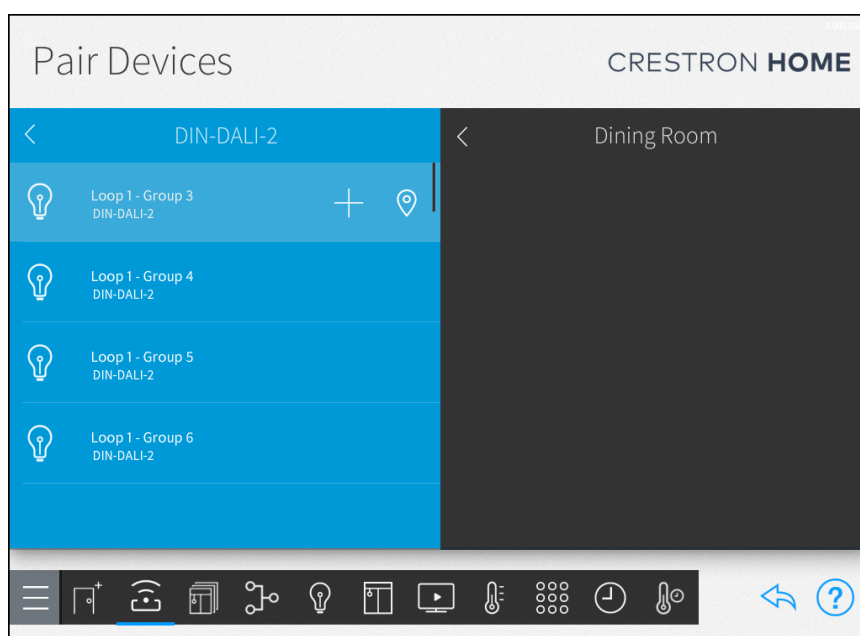 Pair Devices
CRESTRON HOME
DIN-DALI-2
Dining Room
Loop 1 - Group 3
DIN-DALI-2
Loop 1 - Group 4
DIN-DALI-2
Loop 1 - Group 5
DIN-DALI-2
Loop 1 - Group 6
DIN-DALI-2
?